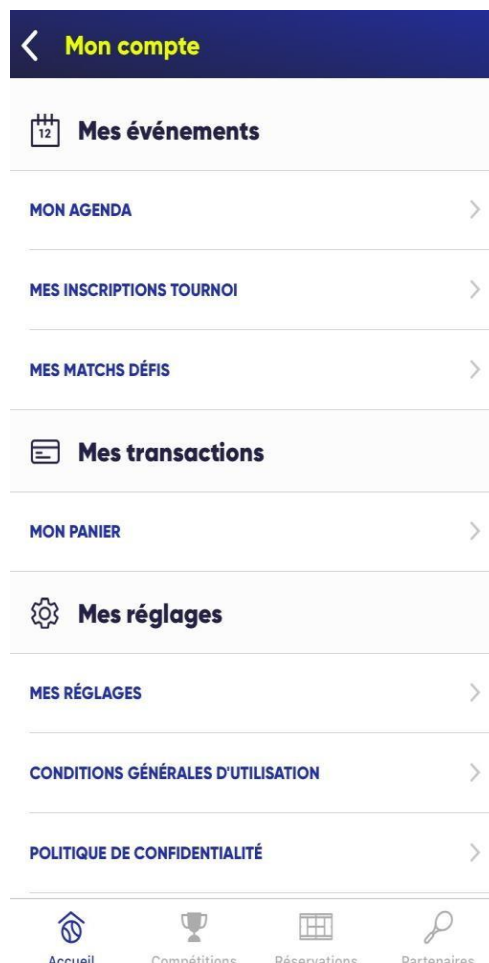 Mon compte
12
Mes événements
MON AGENDA
MES INSCRIPTIONS TOURNOI
MES MATCHS DÉFIS
Mes transactions
MON PANIER
Mes réglages
MES RÉGLAGES
CONDITIONS GÉNÉRALES D'UTILISATION
POLITIQUE DE CONFIDENTIALITÉ
Accueil Compétitions Réservations Partenaires